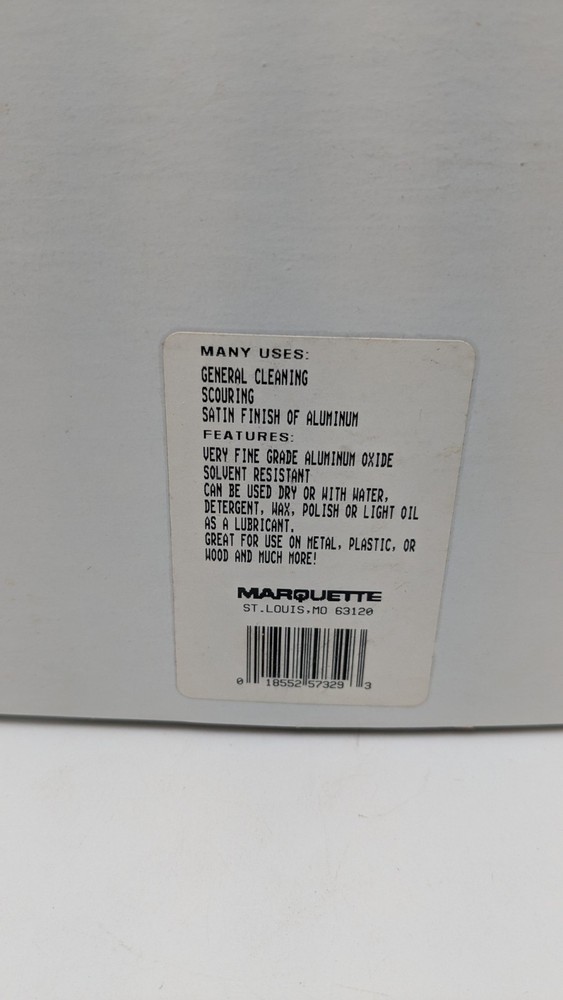 MANY USES:
GENERAL CLEANING
SCOURING
SATIN FINISH OF ALUMINUM
FEATURES:
VERY FINE GRADE ALUMINUM OXIDE
SOLVENT RESISTANT
CAN BE USED DRY OR WITH WATER,
DETERGENT, WAX, POLISH OR LIGHT OIL
AS A LUBRICANT.
GREAT FOR USE ON METAL, PLASTIC, OR
WOOD AND MUCH MORE!
MARQUETTE
ST.LOUIS,MO 63120
0 18552 57329 3